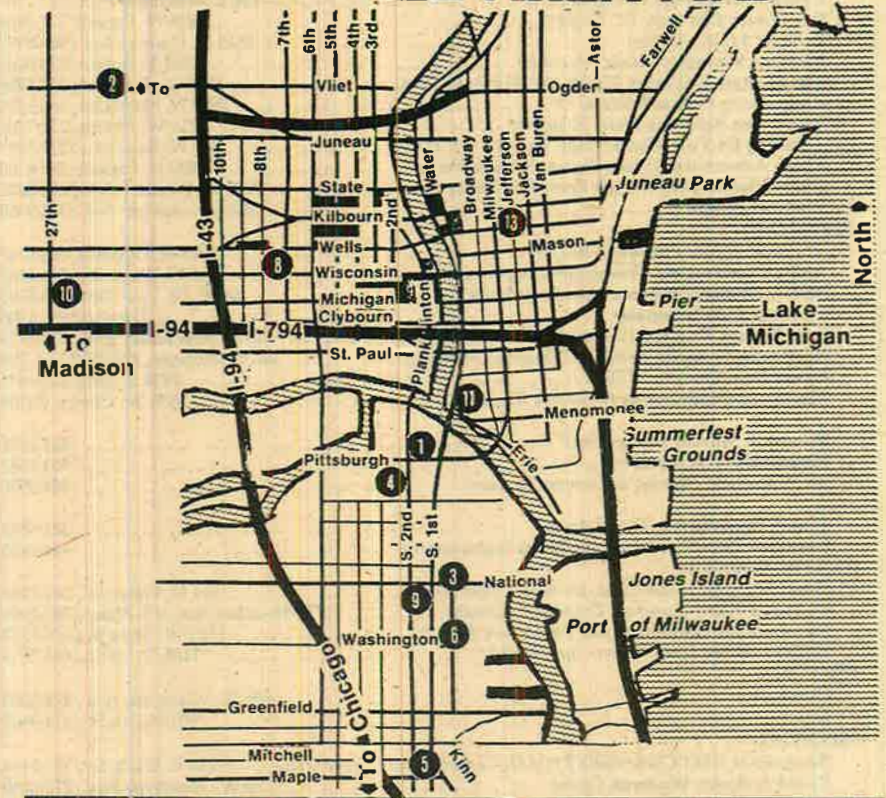 7th
6th
5th
4th
3rd
Astor
Farwell
2
To
Vliet
Ogden
Juneau
10th
8th
Water
Broadway
Milwaukee
Jefferson
Jackson
Van Buren
State
Juneau Park
27th
I-43
Kilbourn
2nd
13
Wells
Mason
8
Wisconsin
North
10
Michigan
Plankinton
Pier
Clybourn
Lake
Michigan
I-94
I-794
To
Madison
I-94
St. Paul
11
Menomonee
Summerfest
Grounds
1
Pittsburgh
Erie
4
S. 2nd
S. 1st
3
National
Jones Island
9
6
Washington
Port of Milwaukee
To Chicago
Greenfield
Mitchell
5
Kinn
Maple